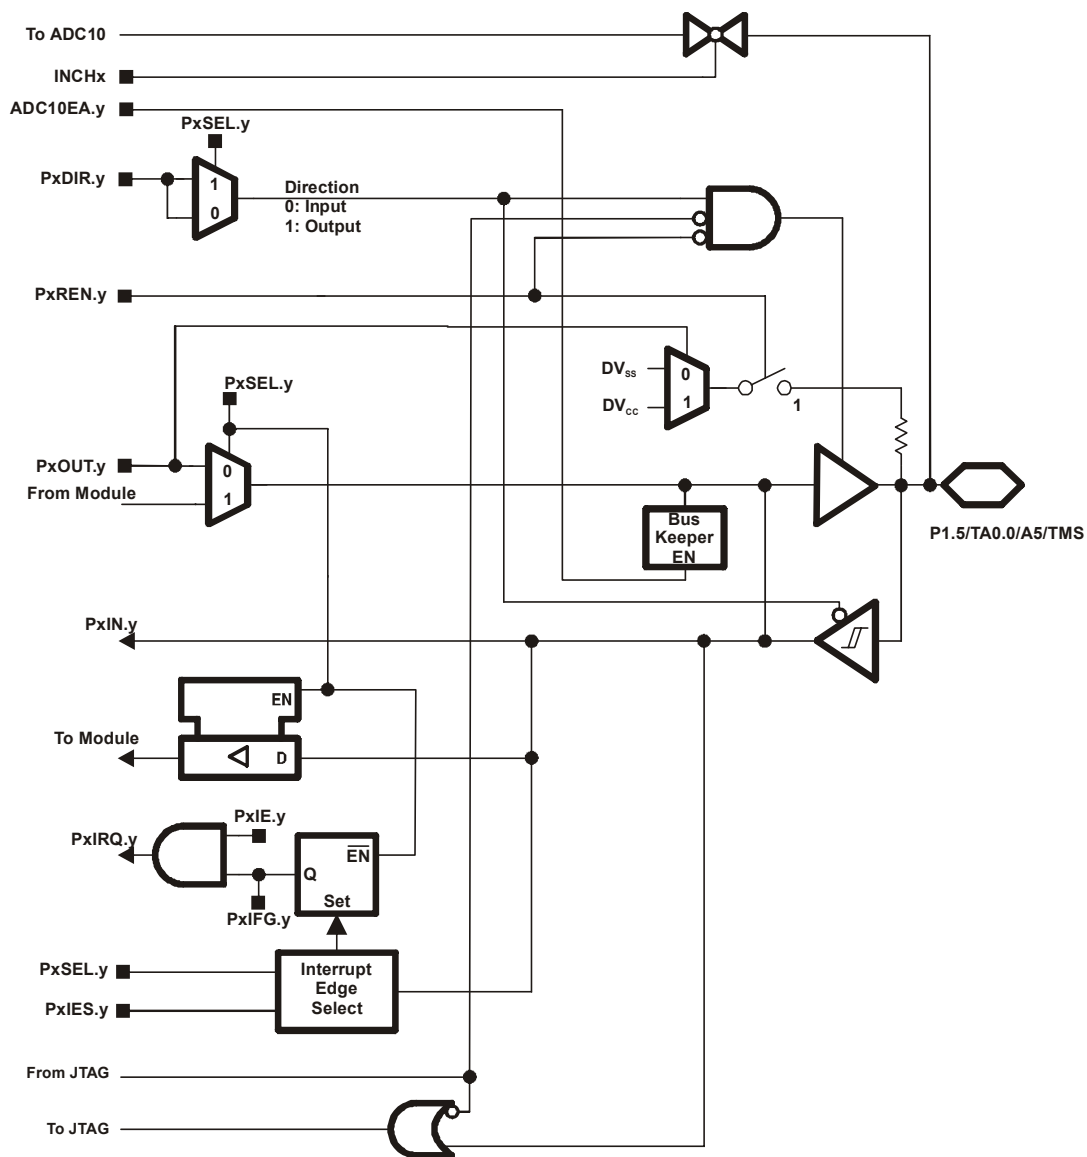 To ADC10
INCHx
ADC10EA.y
PxSEL.y
PxDIR.y
1
0
Direction
0: Input
1: Output
PxREN.y
DVSS
0
DVCC
1
1
PxSEL.y
PxOUT.y
0
From Module
1
Bus
Keeper
EN
P1.5/TA0.0/A5/TMS
PxIN.y
EN
To Module
D
PxIE.y
PxIRQ.y
EN
Q
Set
PxIFG.y
PxSEL.y
Interrupt
Edge
Select
PxIES.y
From JTAG
To JTAG